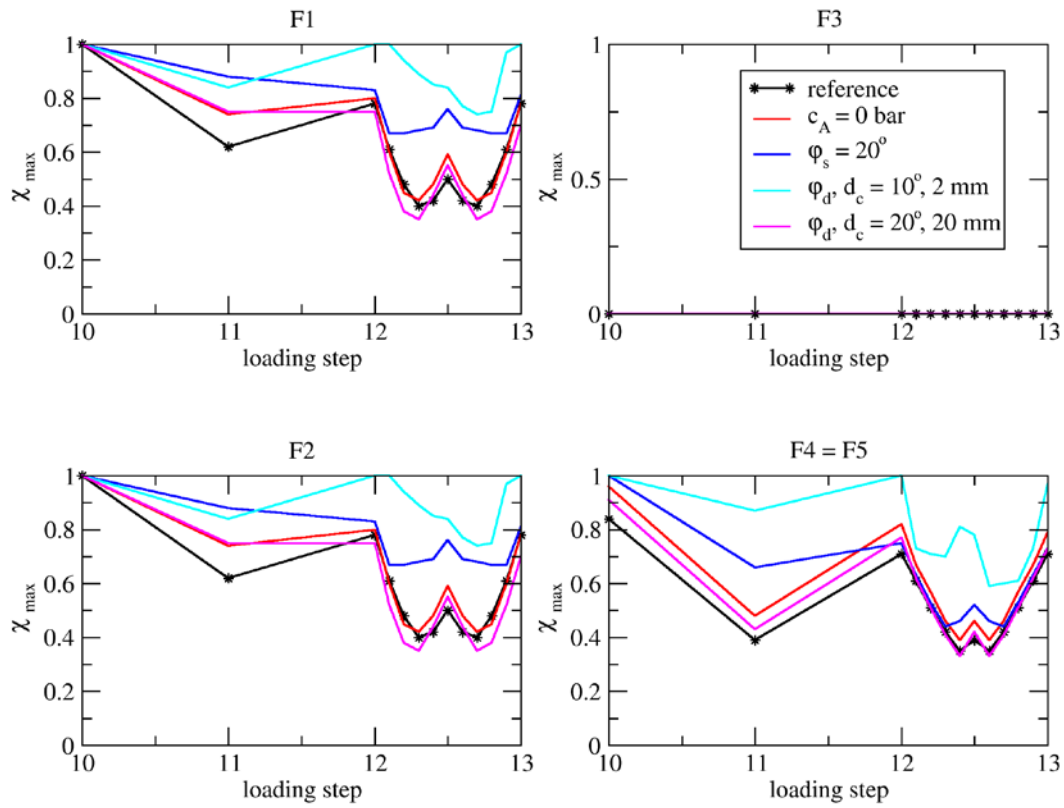 F1
1
0.8
0.6
0.4
0.2
0
χ max
10 11 12 13
loading step
F3
1
0.5
0
χ max
10 11 12 13
loading step
reference
c_A = 0 bar
φ_s = 20°
φ_d, d_c = 10°, 2 mm
φ_d, d_c = 20°, 20 mm
F2
1
0.8
0.6
0.4
0.2
0
χ max
10 11 12 13
loading step
F4 = F5
1
0.8
0.6
0.4
0.2
0
χ max
10 11 12 13
loading step